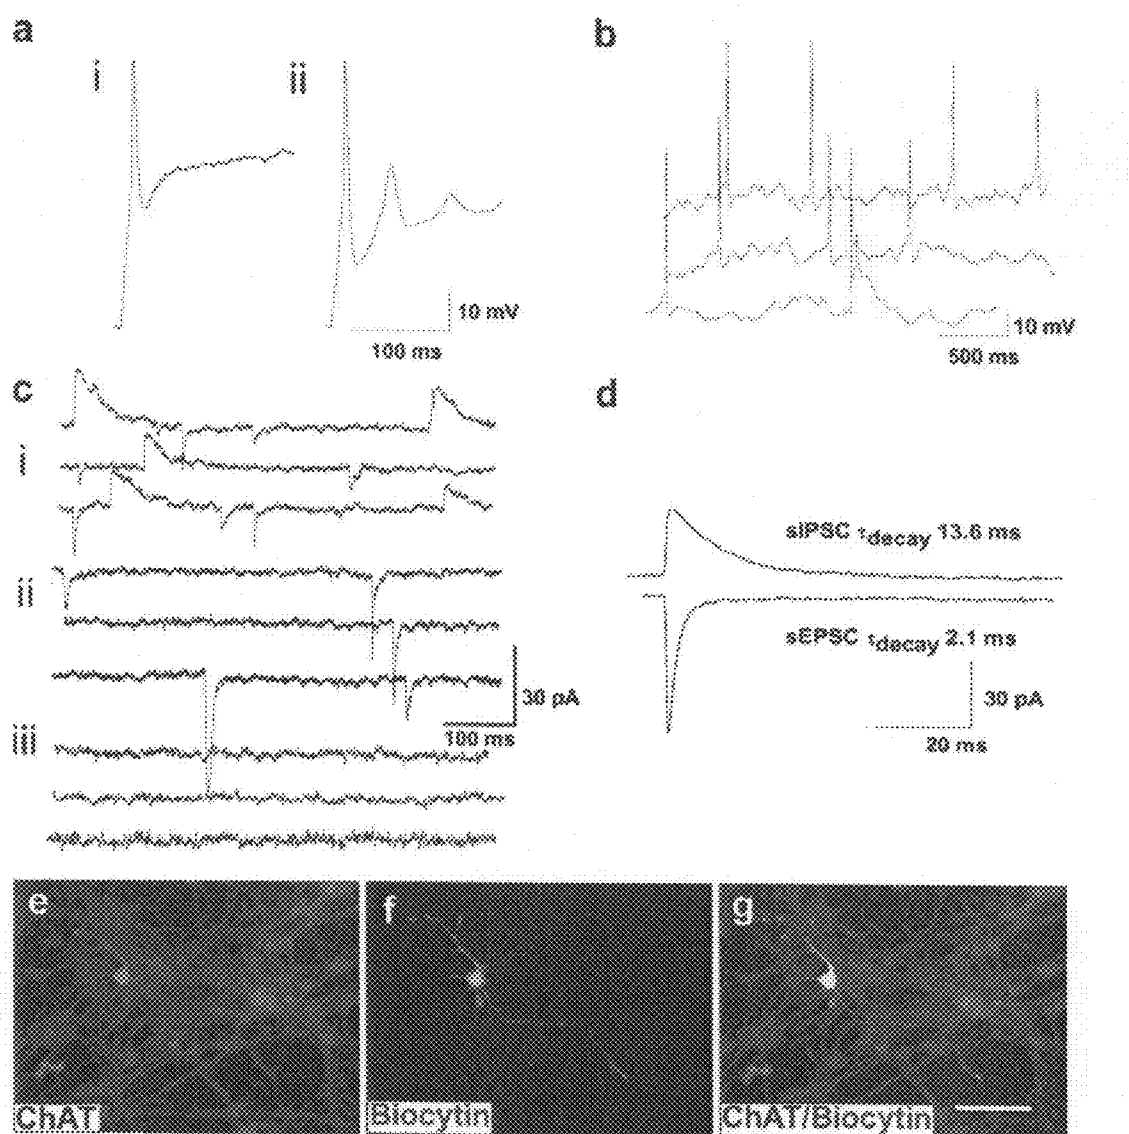 a
b
i
ii
10 mV
100 ms
10 mV
500 ms
c
d
i
ii
iii
30 pA
100 ms
sIPSC τdecay 13.6 ms
sEPSC τdecay 2.1 ms
30 pA
20 ms
e
f
g
ChAT
Biocytin
ChAT/Biocytin